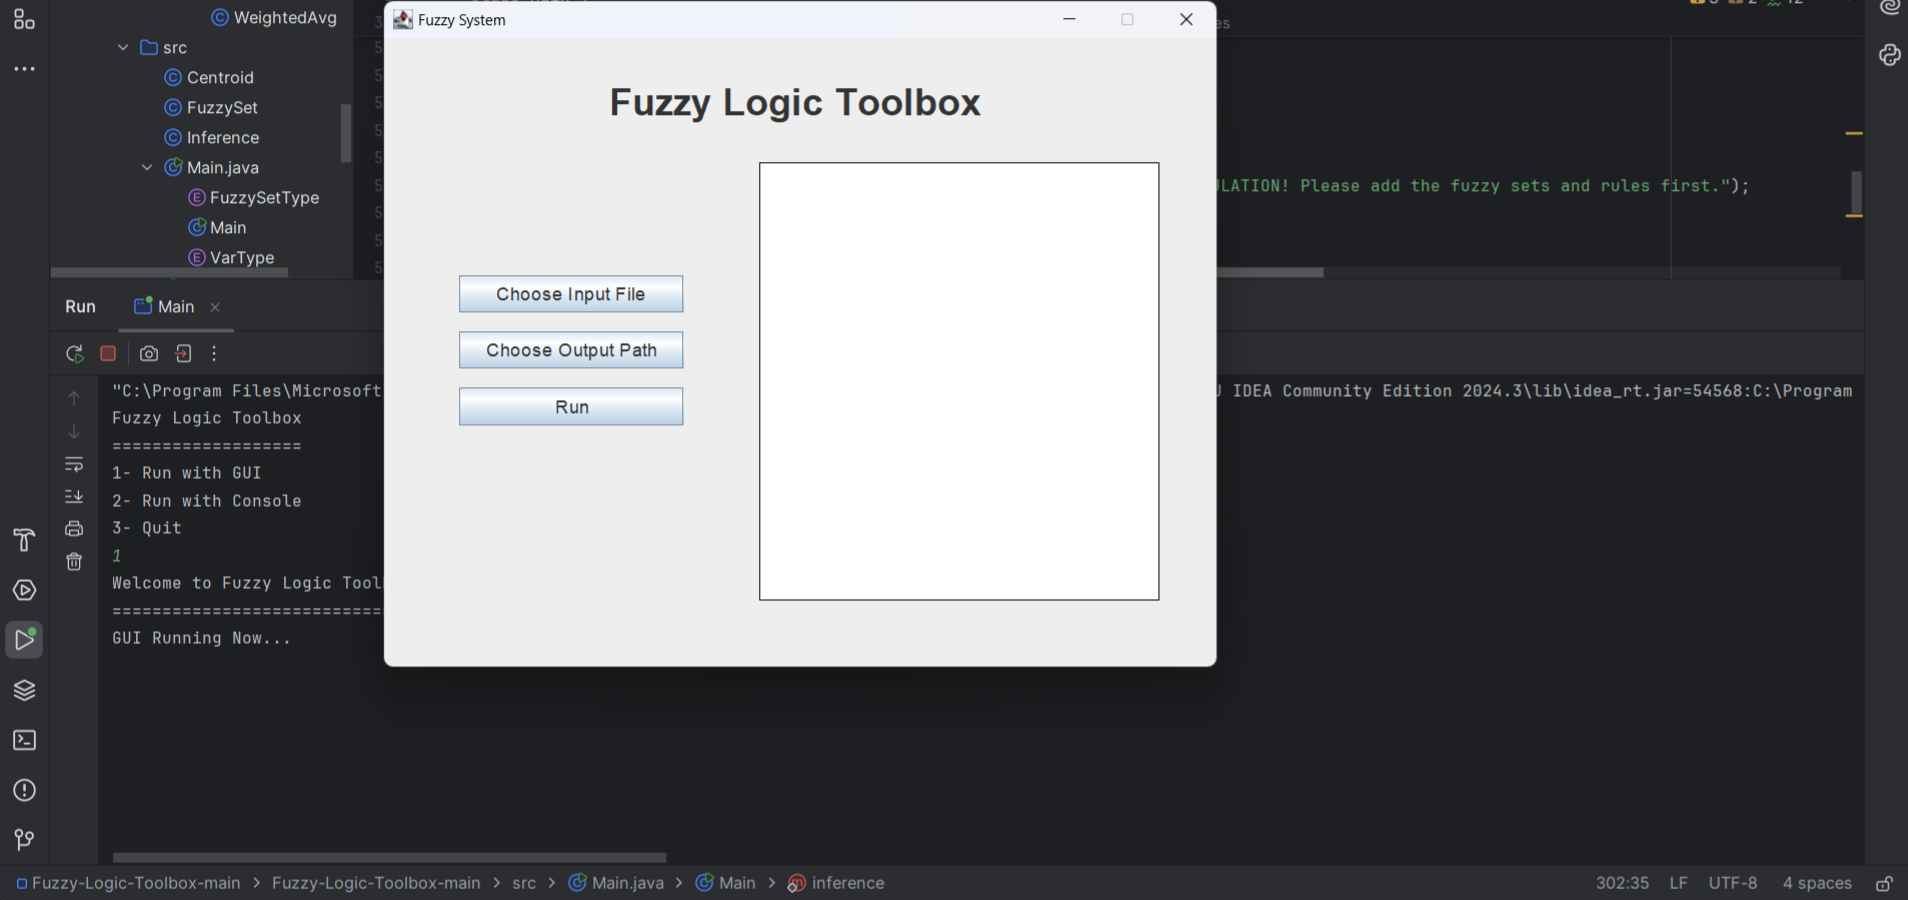 WeightedAvg
src
Centroid
FuzzySet
Inference
Main.java
FuzzySetType
Main
VarType
Fuzzy System
Fuzzy Logic Toolbox
Choose Input File
Choose Output Path
Run
ULATION! Please add the fuzzy sets and rules first.");
Run
Main
"C:\Program Files\Microsoft
J IDEA Community Edition 2024.3\lib\idea_rt.jar=54568:C:\Program
Fuzzy Logic Toolbox
===================
1- Run with GUI
2- Run with Console
3- Quit
1
Welcome to Fuzzy Logic Tool
===========================
GUI Running Now...
Fuzzy-Logic-Toolbox-main > Fuzzy-Logic-Toolbox-main > src > Main.java > Main > inference
302:35 LF UTF-8 4 spaces